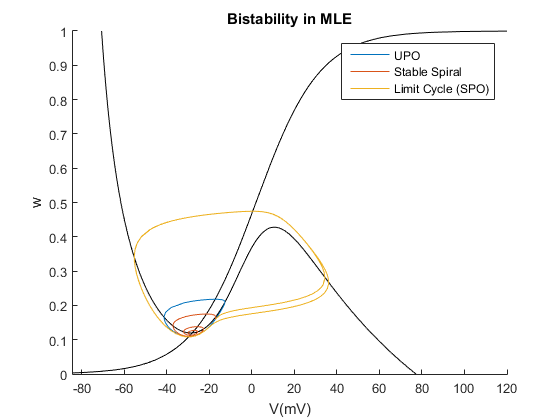 Bistability in MLE
UPO
Stable Spiral
Limit Cycle (SPO)
1
0.9
0.8
0.7
0.6
0.5
0.4
0.3
0.2
0.1
0
w
-80 -60 -40 -20 0 20 40 60 80 100 120
V(mV)